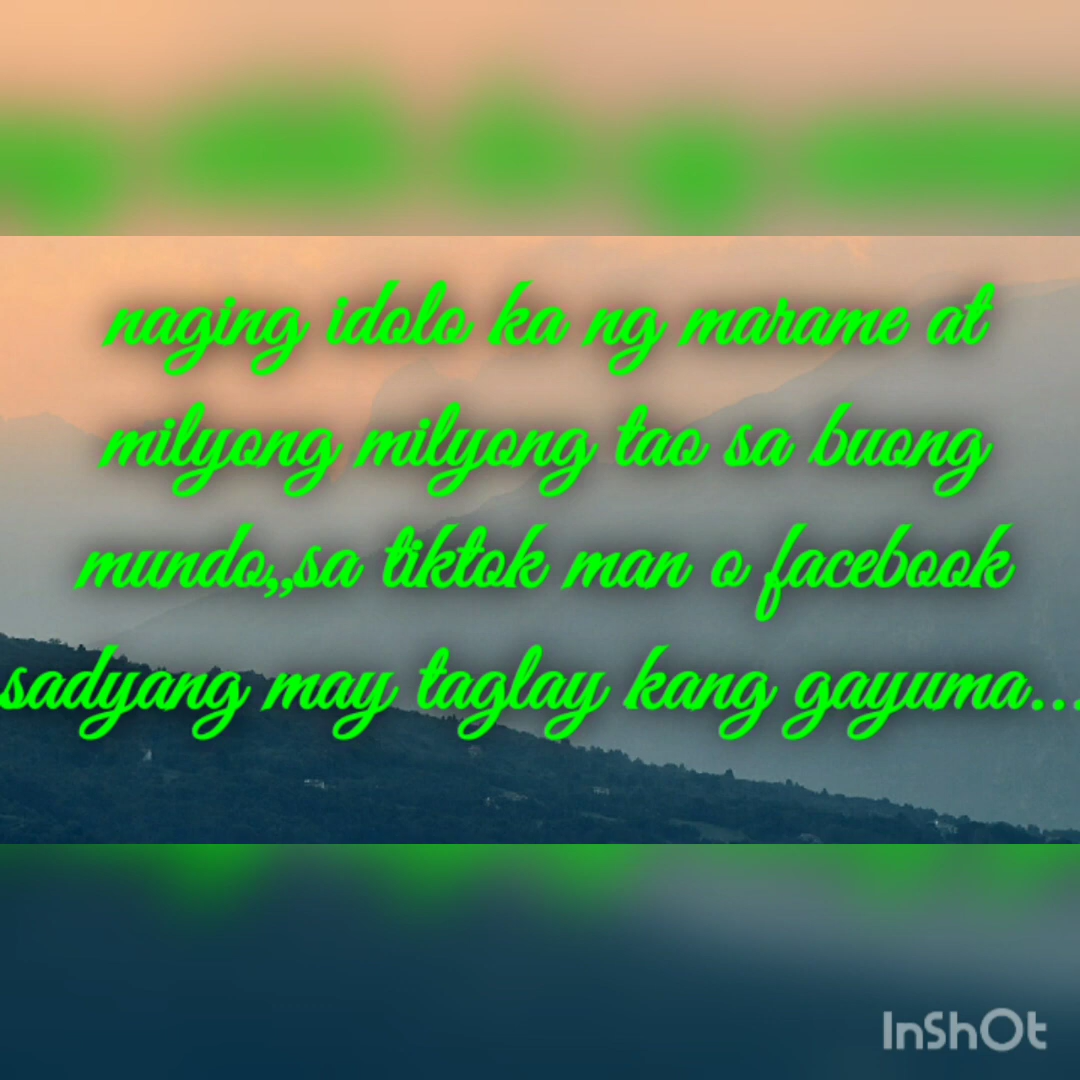 naging idolo ka ng marame at
milyong milyong tao sa buong
mundo,,sa tiktok man o facebook
sadyang may taglay kang gayuma...
InShOt